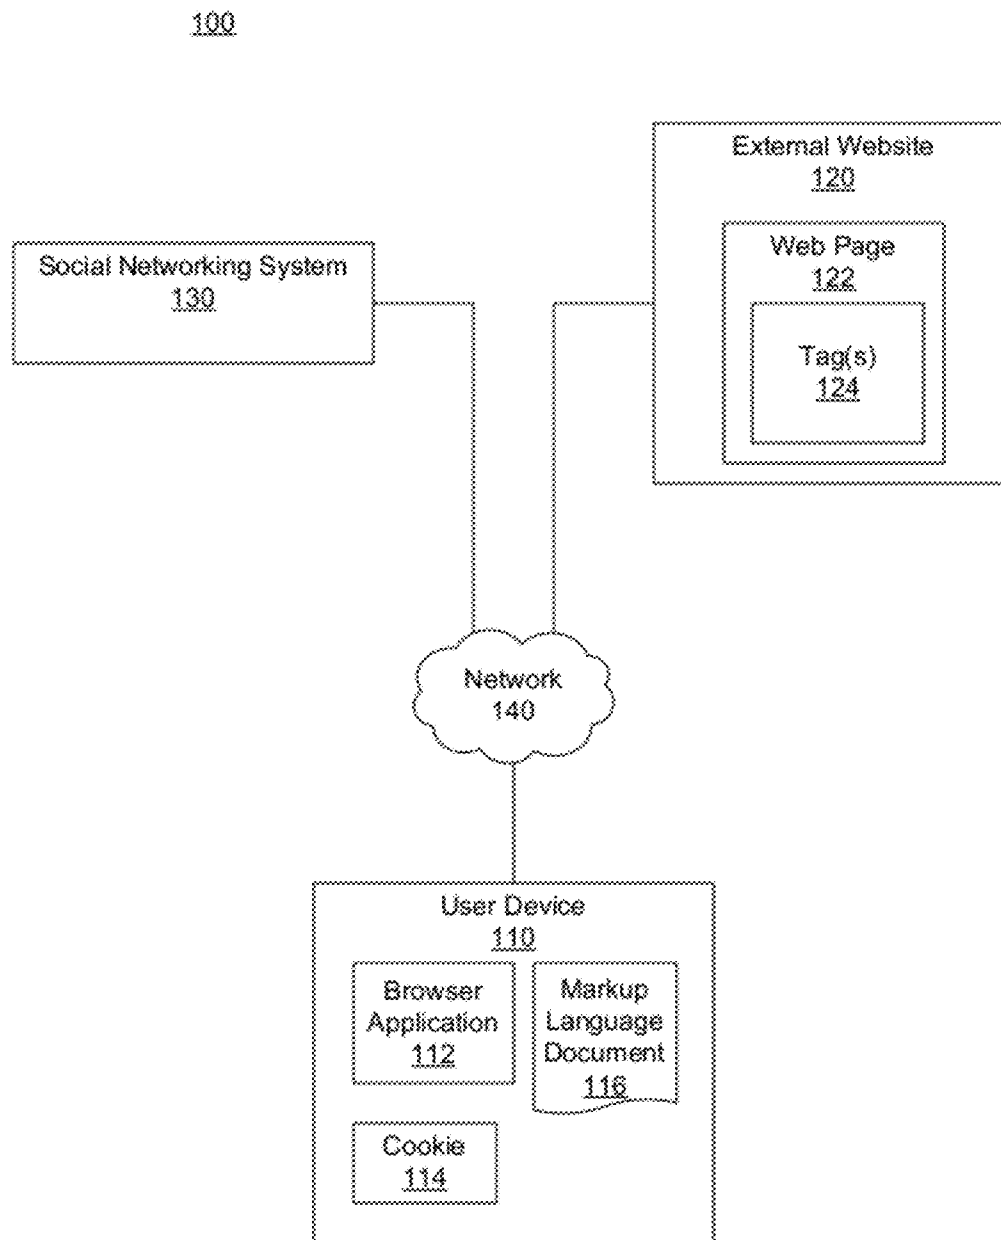 100
External Website
120
Web Page
122
Tag(s)
124
Social Networking System
130
Network
140
User Device
110
Browser
Application
112
Markup
Language
Document
116
Cookie
114